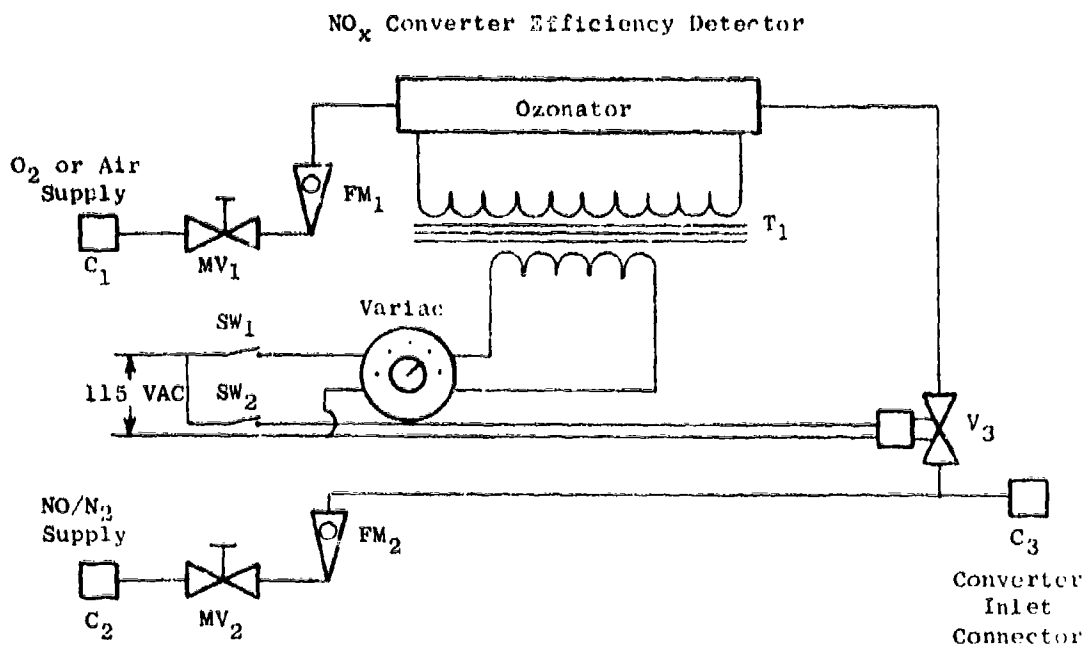 NOx Converter Efficiency Detector
Ozonator
O2 or Air
Supply
FM1
T1
C1
MV1
Variac
SW1
115 VAC
SW2
V3
NO/N2
Supply
FM2
C3
C2
MV2
Converter
Inlet
Connector